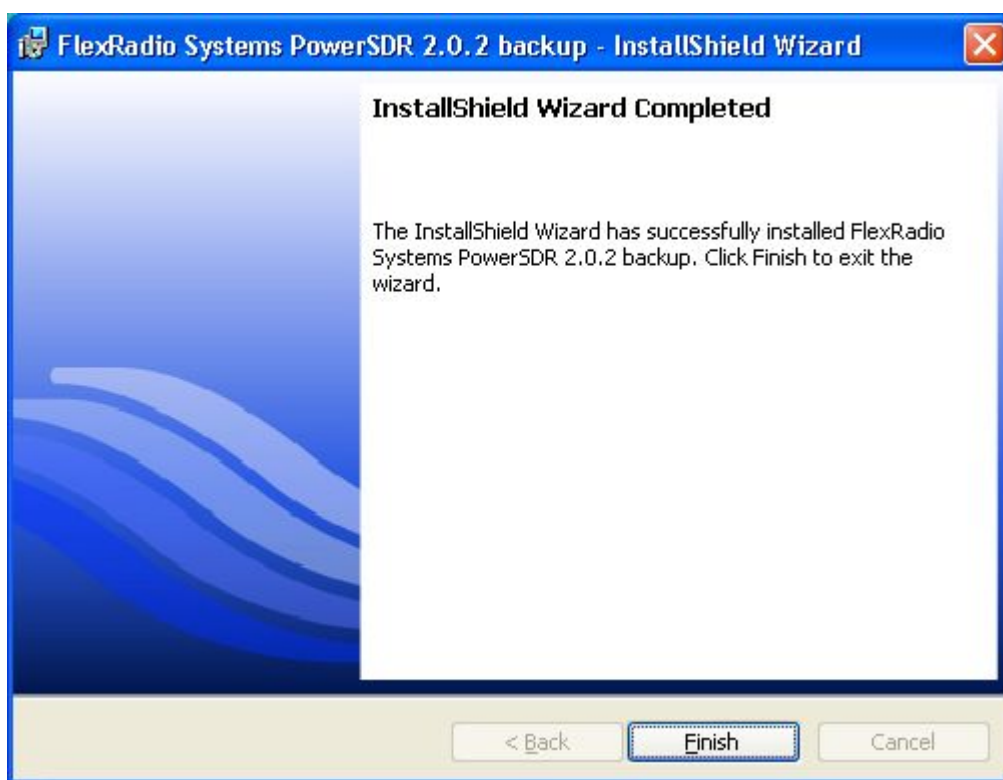 FlexRadio Systems PowerSDR 2.0.2 backup - InstallShield Wizard
InstallShield Wizard Completed
The InstallShield Wizard has successfully installed FlexRadio
Systems PowerSDR 2.0.2 backup. Click Finish to exit the
wizard.
< Back
Finish
Cancel